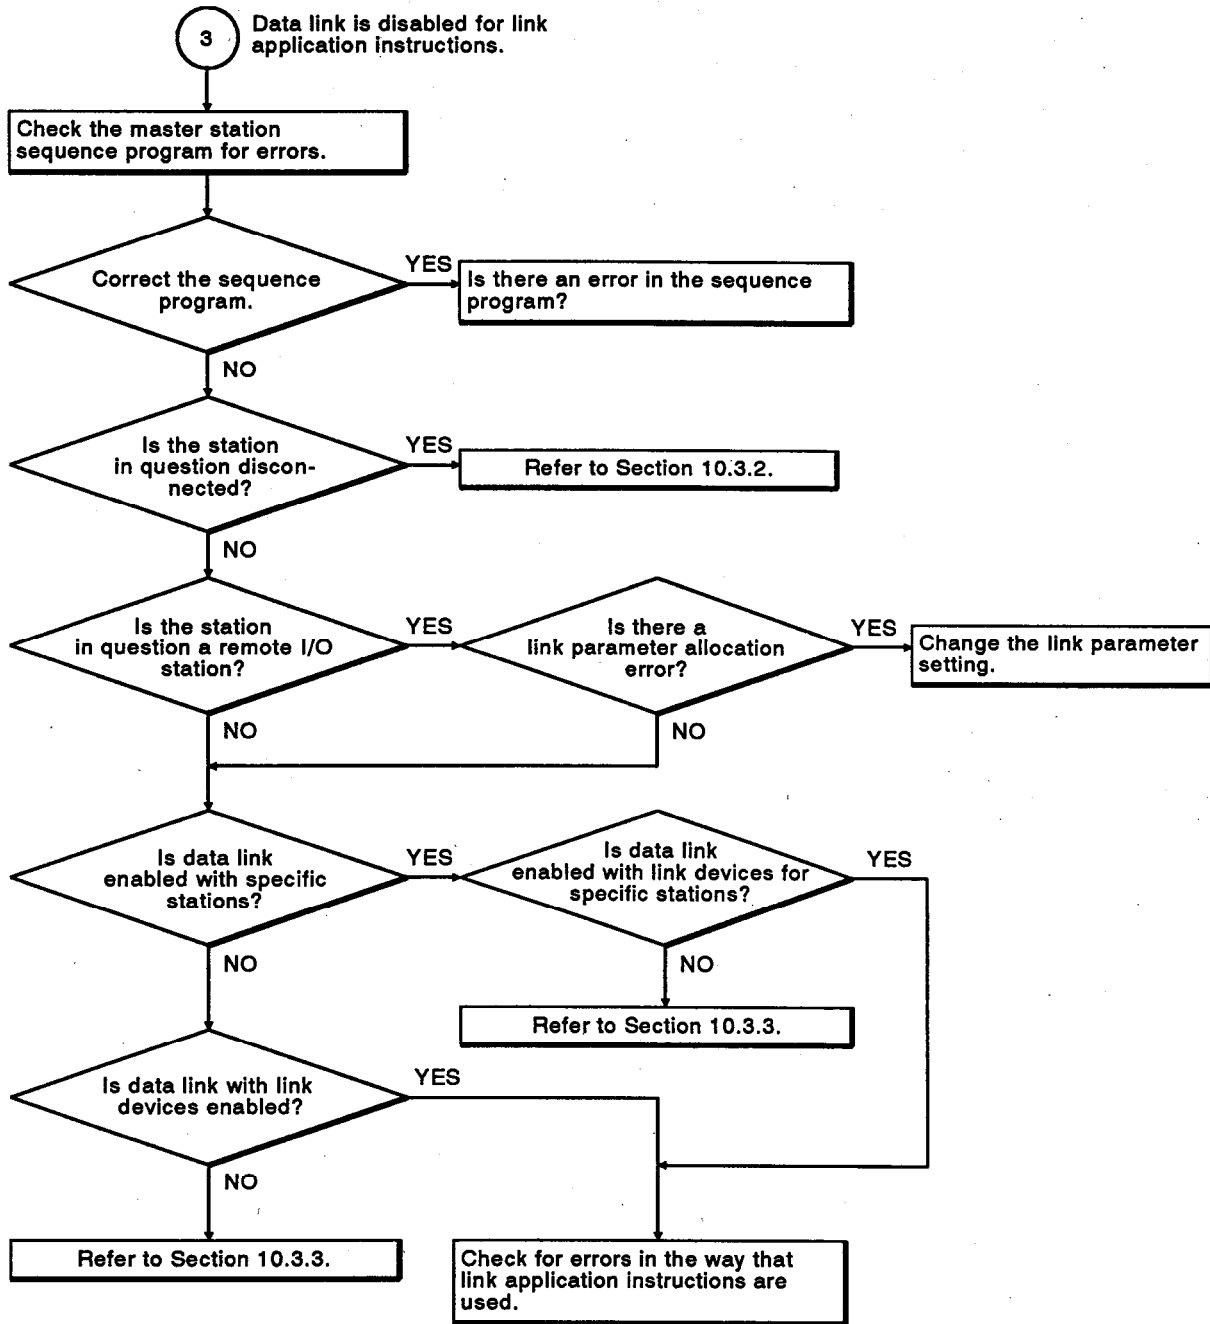 3
Data link is disabled for link
application instructions.
Check the master station
sequence program for errors.
Correct the sequence
program.
YES
Is there an error in the sequence
program?
NO
Is the station
in question discon-
nected?
YES
Refer to Section 10.3.2.
NO
Is the station
in question a remote I/O
station?
YES
Is there a
link parameter allocation
error?
YES
Change the link parameter
setting.
NO
NO
Is data link
enabled with specific
stations?
YES
Is data link
enabled with link devices for
specific stations?
YES
NO
NO
Refer to Section 10.3.3.
Is data link with link
devices enabled?
YES
NO
Refer to Section 10.3.3.
Check for errors in the way that
link application instructions are
used.